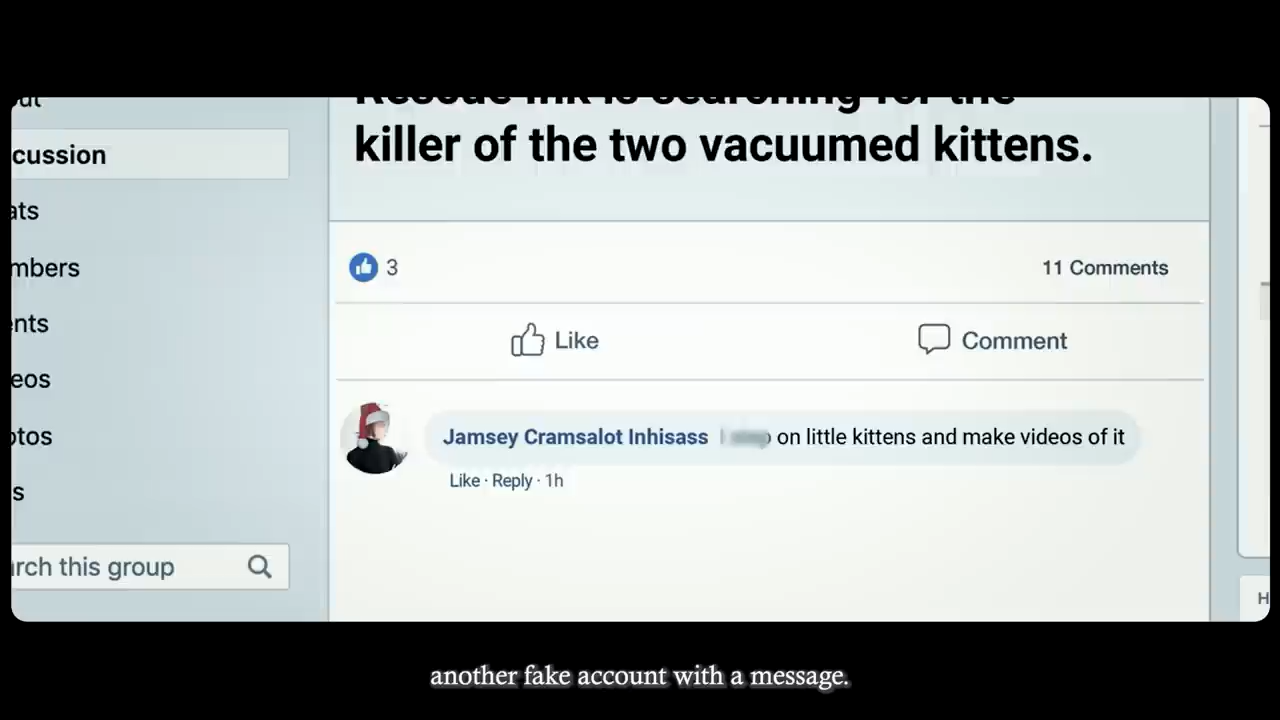 cussion
ats
mbers
ents
eos
otos
s
rch this group
killer of the two vacuumed kittens.
3
11 Comments
Like
Comment
Jamsey Cramsalot Inhisass I on little kittens and make videos of it
Like · Reply · 1h
H
another fake account with a message.